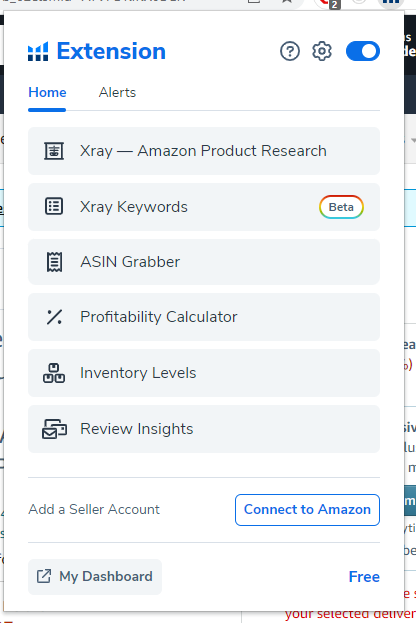 2
Extension
Home
Alerts
Xray — Amazon Product Research
Xray Keywords
Beta
ASIN Grabber
Profitability Calculator
Inventory Levels
Review Insights
Add a Seller Account
Connect to Amazon
My Dashboard
Free
your selected deliver